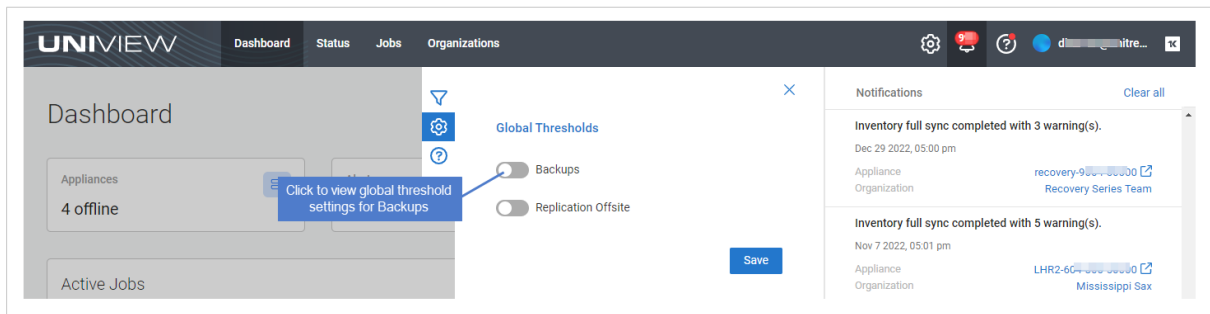 UNIVIEW
Dashboard Status Jobs Organizations
Dashboard
Appliances
4 offline
Active Jobs
Global Thresholds
Backups
Replication Offsite
Save
Click to view global threshold
settings for Backups
Notifications Clear all
Inventory full sync completed with 3 warning(s).
Dec 29 2022, 05:00 pm
Appliance
Organization Recovery Series Team
Inventory full sync completed with 5 warning(s).
Nov 7 2022, 05:01 pm
Appliance
Organization Mississippi Sax